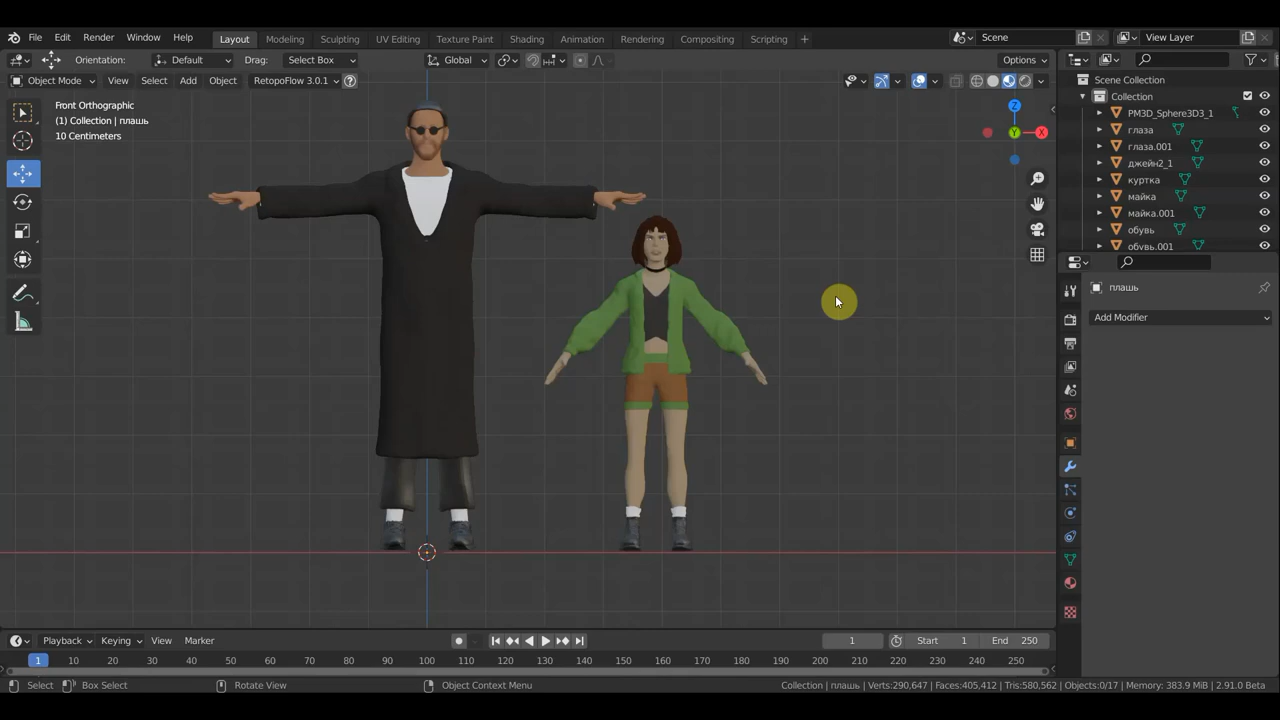 File Edit Render Window Help Layout Modeling Sculpting UV Editing Texture Paint Shading Animation Rendering Compositing Scripting + Scene View Layer
Orientation: Default Drag: Select Box Global Options
Object Mode View Select Add Object RetopoFlow 3.0.1 ?
Front Orthographic
(1) Collection | плашь
10 Centimeters
Z
Y
X
Scene Collection
Collection
PM3D_Sphere3D3_1
глаза
глаза.001
джейн2_1
куртка
майка
майка.001
обувь
обувь.001
плашь
Add Modifier
Playback Keying View Marker 1 Start 1 End 250
1 10 20 30 40 50 60 70 80 90 100 110 120 130 140 150 160 170 180 190 200 210 220 230 240 250
Select Box Select Rotate View Object Context Menu Collection | плашь | Verts:290,647 | Faces:405,412 | Tris:580,562 | Objects:0/17 | Memory: 383.9 MiB | 2.91.0 Beta